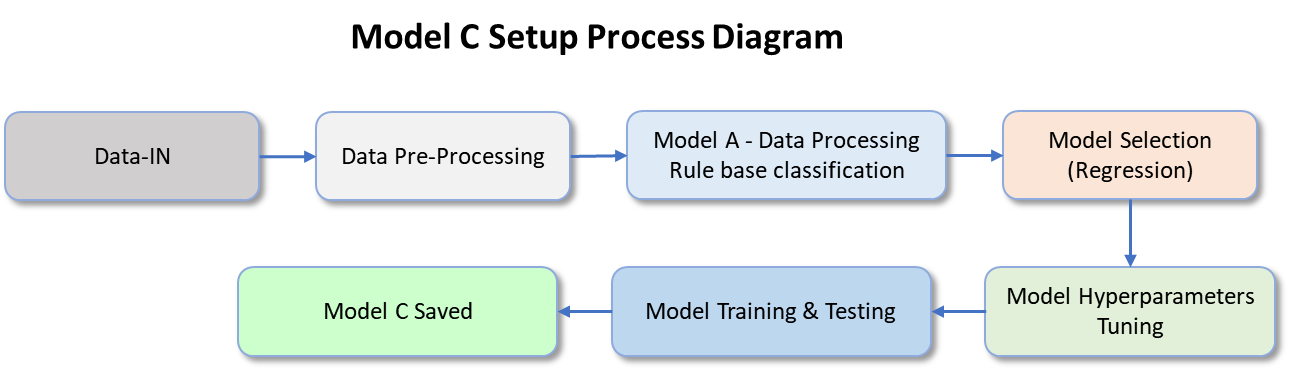 Model C Setup Process Diagram
Data-IN
Data Pre-Processing
Model A - Data Processing
Rule base classification
Model Selection
(Regression)
Model Hyperparameters
Tuning
Model Training & Testing
Model C Saved